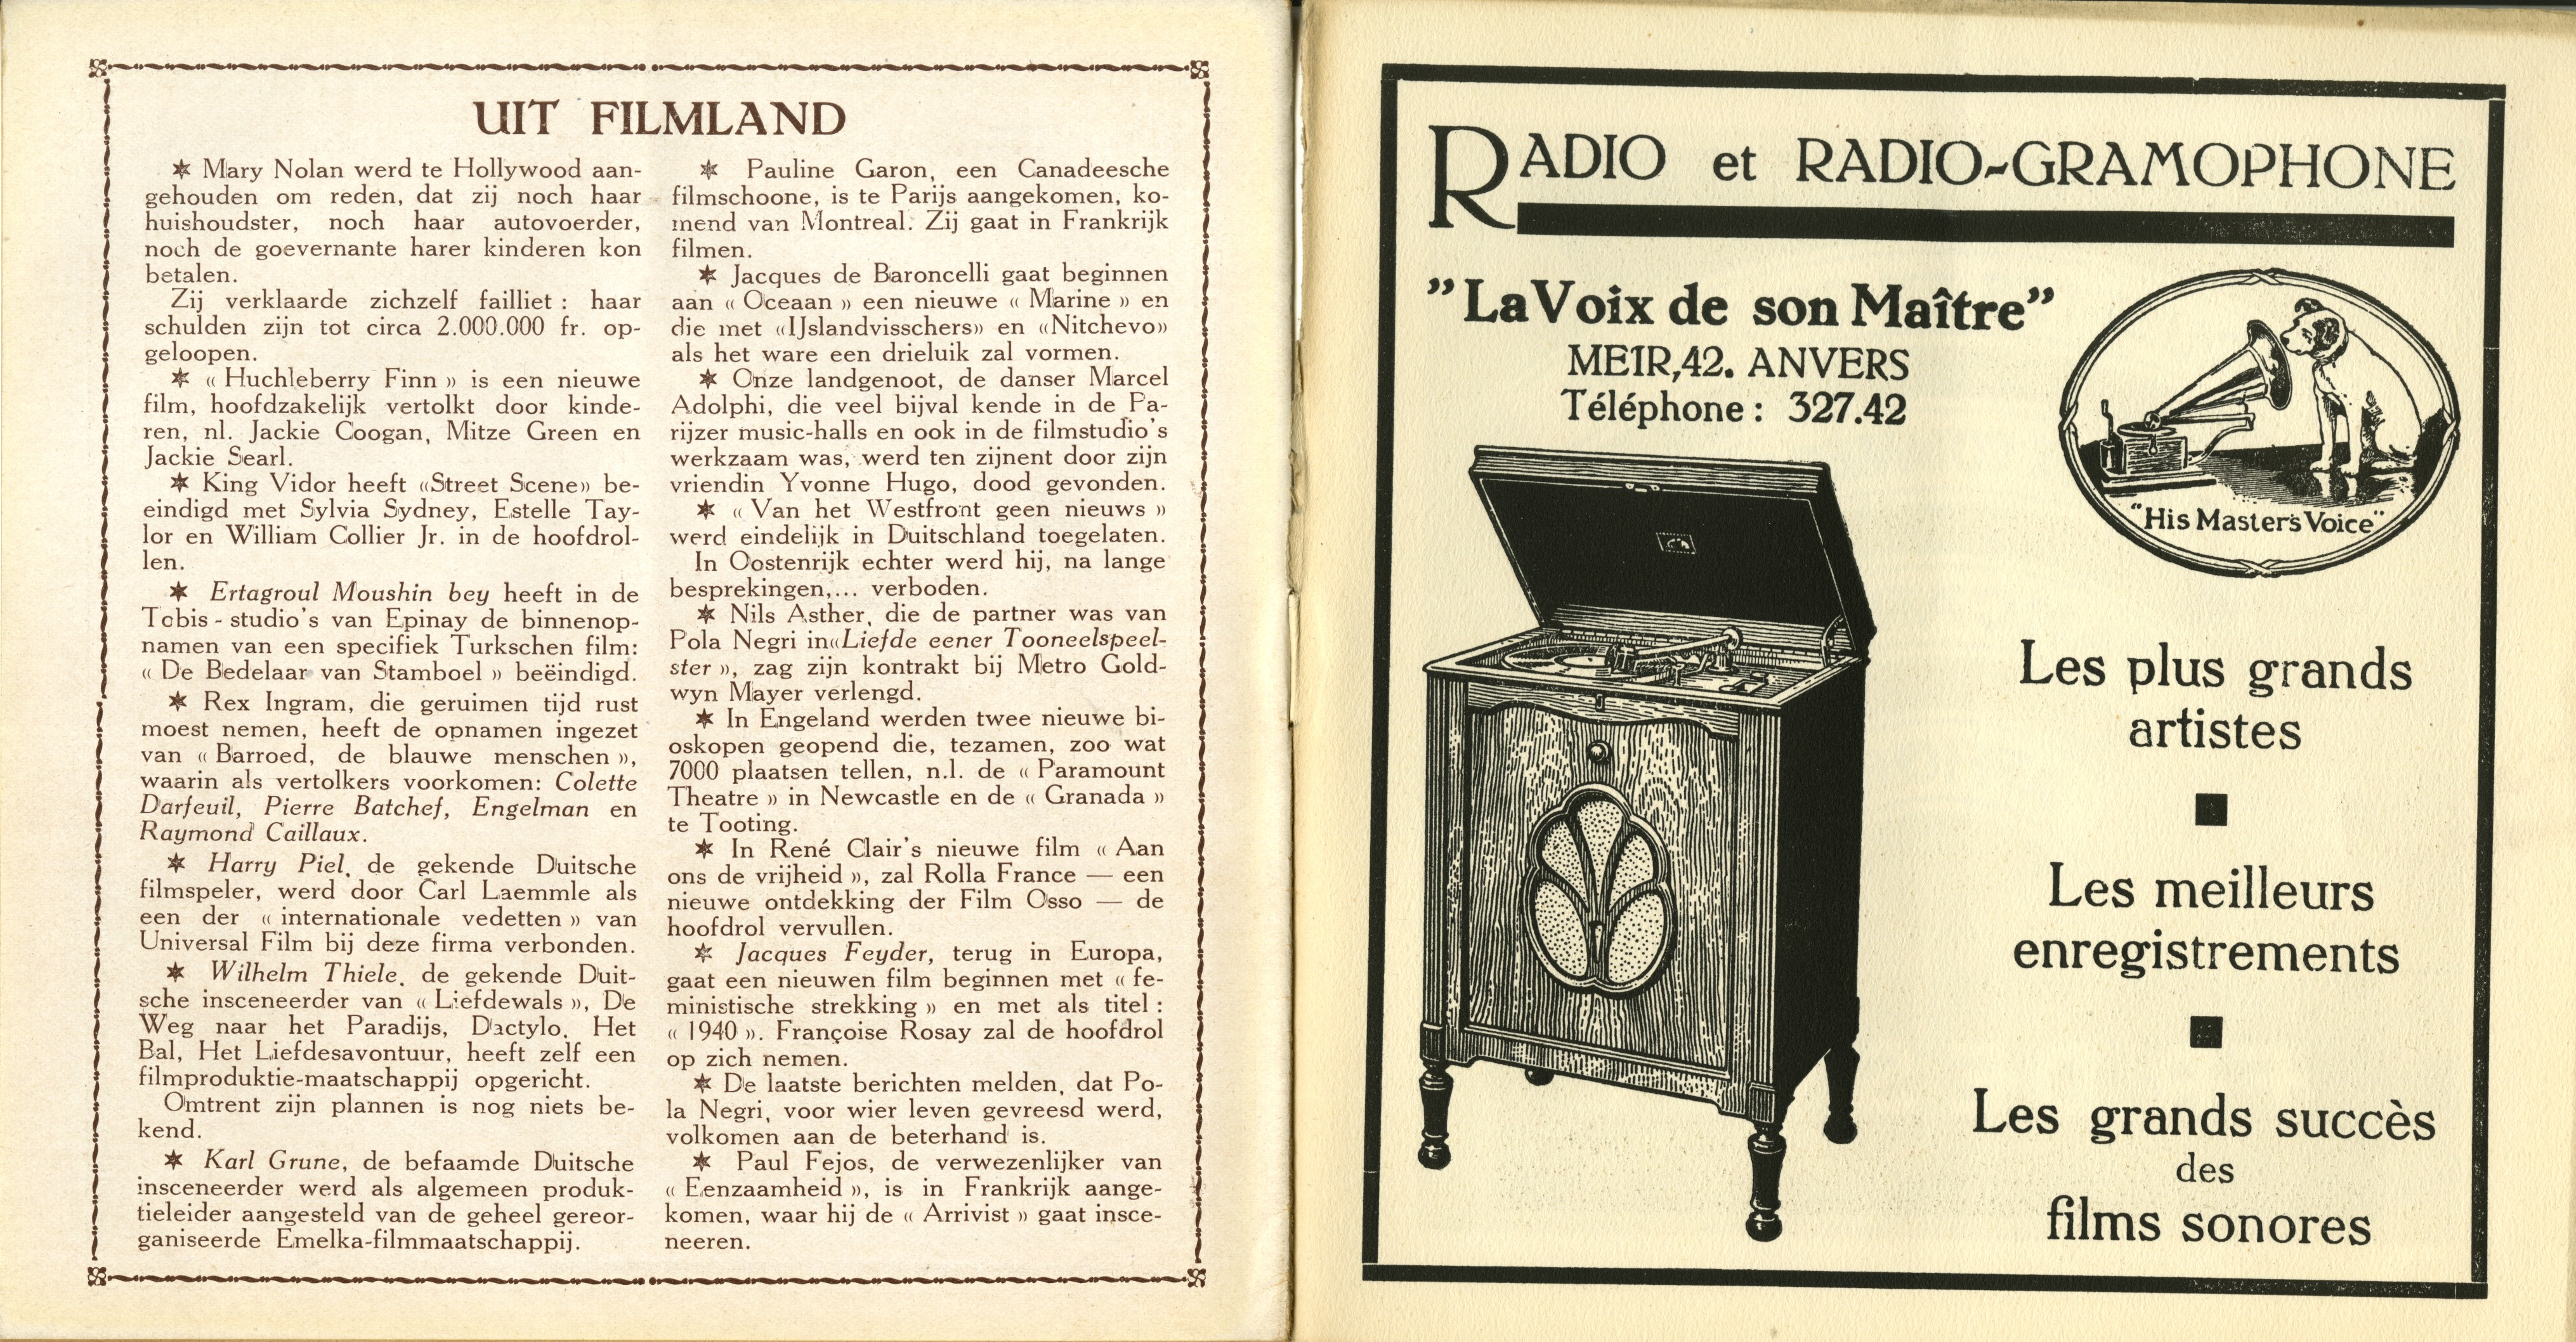 UIT FILMLAND
✶ Mary Nolan werd te Hollywood aan-
gehouden om reden, dat zij noch haar
huishoudster, noch haar autovoerder,
noch de goevernante harer kinderen kon
betalen.
Zij verklaarde zichzelf failliet : haar
schulden zijn tot circa 2.000.000 fr. op-
geloopen.
✶ « Huchleberry Finn » is een nieuwe
film, hoofdzakelijk vertolkt door kinde-
ren, nl. Jackie Coogan, Mitze Green en
Jackie Searl.
✶ King Vidor heeft «Street Scene» be-
eindigd met Sylvia Sydney, Estelle Tay-
lor en William Collier Jr. in de hoofdrol-
len.
✶ Ertagroul Moushin bey heeft in de
Tobis - studio's van Epinay de binnenop-
namen van een specifiek Turkschen film:
« De Bedelaar van Stamboel » beëindigd.
✶ Rex Ingram, die geruimen tijd rust
moest nemen, heeft de opnamen ingezet
van « Barroed, de blauwe menschen »,
waarin als vertolkers voorkomen: Colette
Darfeuil, Pierre Batchef, Engelman en
Raymond Caillaux.
✶ Harry Piel, de gekende Duitsche
filmspeler, werd door Carl Laemmle als
een der « internationale vedetten » van
Universal Film bij deze firma verbonden.
✶ Wilhelm Thiele, de gekende Duit-
sche insceneerder van « Liefdewals », De
Weg naar het Paradijs, Dactylo, Het
Bal, Het Liefdesavontuur, heeft zelf een
filmproduktie-maatschappij opgericht.
Omtrent zijn plannen is nog niets be-
kend.
✶ Karl Grune, de befaamde Duitsche
insceneerder werd als algemeen produk-
tieleider aangesteld van de geheel gereor-
ganiseerde Emelka-filmmaatschappij.
✶ Pauline Garon, een Canadeesche
filmschoone, is te Parijs aangekomen, ko-
mend van Montreal. Zij gaat in Frankrijk
filmen.
✶ Jacques de Baroncelli gaat beginnen
aan « Oceaan » een nieuwe « Marine » en
die met «IJslandvisschers» en «Nitchevo»
als het ware een drieluik zal vormen.
✶ Onze landgenoot, de danser Marcel
Adolphi, die veel bijval kende in de Pa-
rijzer music-halls en ook in de filmstudio's
werkzaam was, werd ten zijnent door zijn
vriendin Yvonne Hugo, dood gevonden.
✶ « Van het Westfront geen nieuws »
werd eindelijk in Duitschland toegelaten.
In Oostenrijk echter werd hij, na lange
besprekingen,... verboden.
✶ Nils Asther, die de partner was van
Pola Negri in«Liefde eener Tooneelspeel-
ster », zag zijn kontrakt bij Metro Gold-
wyn Mayer verlengd.
✶ In Engeland werden twee nieuwe bi-
oskopen geopend die, tezamen, zoo wat
7000 plaatsen tellen, n.l. de « Paramount
Theatre » in Newcastle en de « Granada »
te Tooting.
✶ In René Clair's nieuwe film « Aan
ons de vrijheid », zal Rolla France — een
nieuwe ontdekking der Film Osso — de
hoofdrol vervullen.
✶ Jacques Feyder, terug in Europa,
gaat een nieuwen film beginnen met « fe-
ministische strekking » en met als titel :
« 1940 ». Françoise Rosay zal de hoofdrol
op zich nemen.
✶ De laatste berichten melden, dat Po-
la Negri, voor wier leven gevreesd werd,
volkomen aan de beterhand is.
✶ Paul Fejos, de verwezenlijker van
« Eenzaamheid », is in Frankrijk aange-
komen, waar hij de « Arrivist » gaat insce-
neeren.
RADIO et RADIO-GRAMOPHONE
"La Voix de son Maître"
MEIR,42. ANVERS
Téléphone : 327.42
"His Master's Voice"
Les plus grands
artistes
Les meilleurs
enregistrements
Les grands succès
des
films sonores